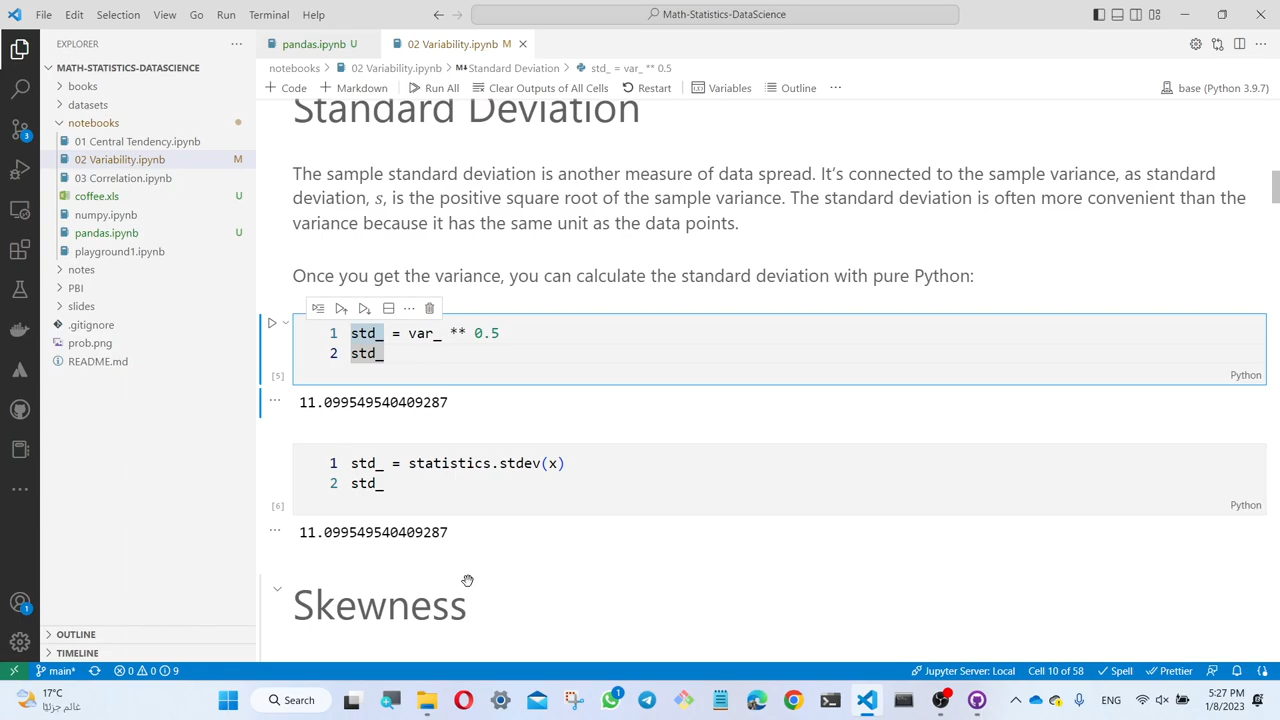 File Edit Selection View Go Run Terminal Help
Math-Statistics-DataScience
EXPLORER
pandas.ipynb U
02 Variability.ipynb M
MATH-STATISTICS-DATASCIENCE
books
datasets
notebooks
01 Central Tendency.ipynb
02 Variability.ipynb M
03 Correlation.ipynb
coffee.xls U
numpy.ipynb
pandas.ipynb U
playground1.ipynb
notes
PBI
slides
.gitignore
prob.png
README.md
OUTLINE
TIMELINE
3
1
notebooks > 02 Variability.ipynb > M Standard Deviation > std_ = var_ ** 0.5
+ Code + Markdown Run All Clear Outputs of All Cells Restart Variables Outline ...
base (Python 3.9.7)
Standard Deviation
The sample standard deviation is another measure of data spread. It’s connected to the sample variance, as standard
deviation, s, is the positive square root of the sample variance. The standard deviation is often more convenient than the
variance because it has the same unit as the data points.
Once you get the variance, you can calculate the standard deviation with pure Python:
1 std_ = var_ ** 0.5
2 std_
[5]
Python
11.099549540409287
1 std_ = statistics.stdev(x)
2 std_
[6]
Python
11.099549540409287
Skewness
main* 0 0 9
Jupyter Server: Local Cell 10 of 58 Spell Prettier
17°C
غائم جزئيًا
Search
1
ENG
5:27 PM
1/8/2023